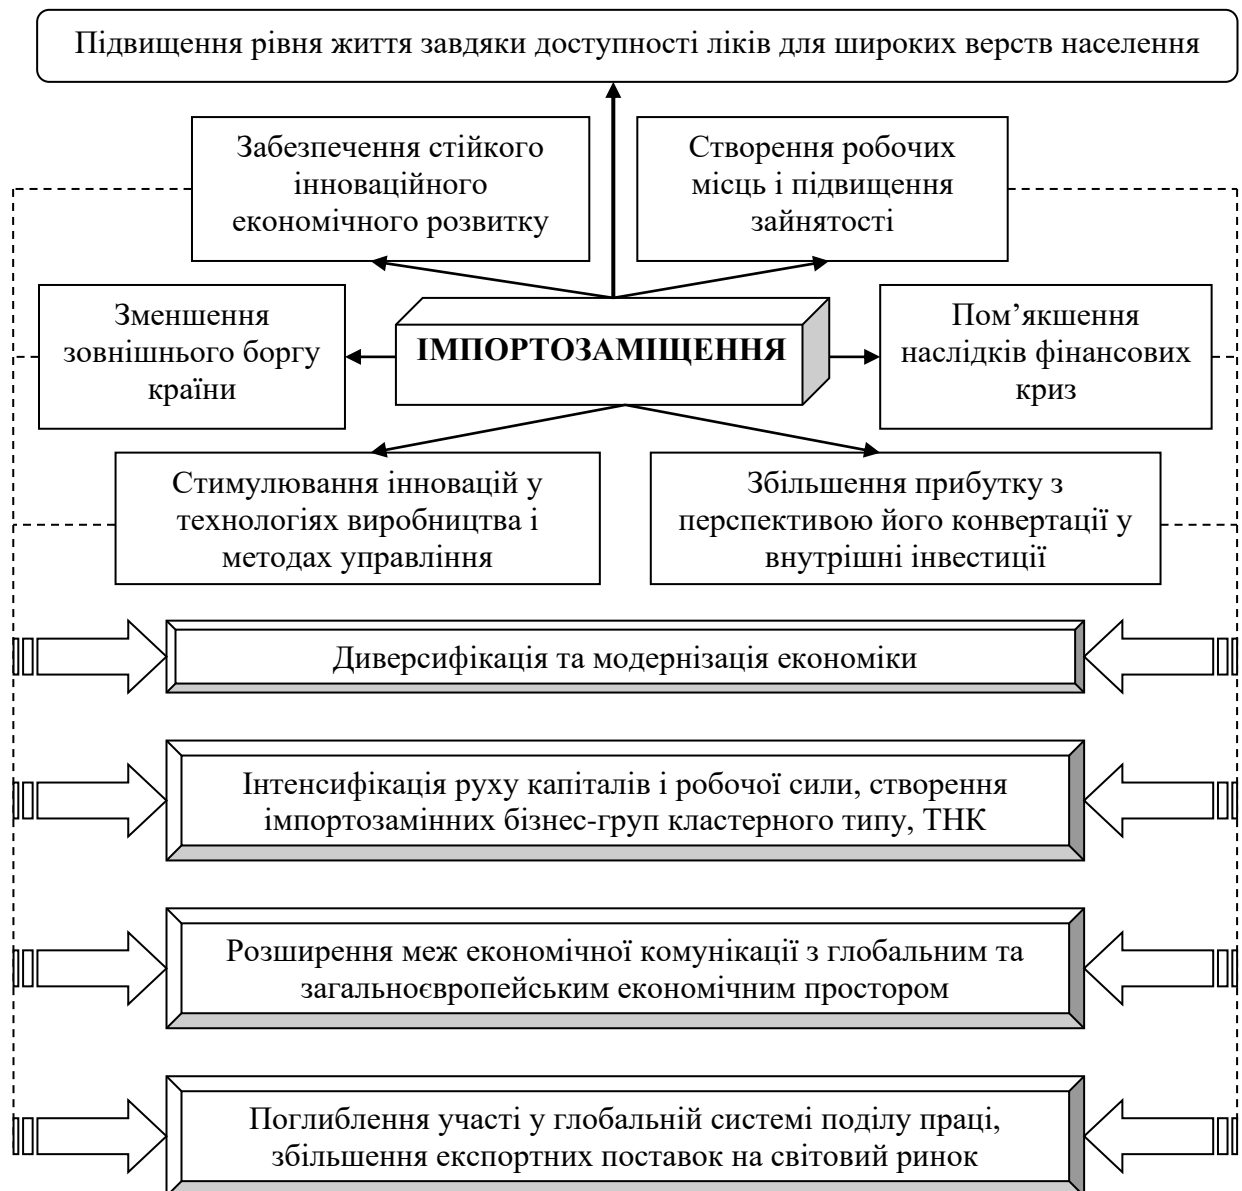 Підвищення рівня життя завдяки доступності ліків для широких верств населення
Забезпечення стійкого
інноваційного
економічного розвитку
Створення робочих
місць і підвищення
зайнятості
Зменшення
зовнішнього боргу
країни
ІМПОРТОЗАМІЩЕННЯ
Пом’якшення
наслідків фінансових
криз
Стимулювання інновацій у
технологіях виробництва і
методах управління
Збільшення прибутку з
перспективою його конвертації у
внутрішні інвестиції
Диверсифікація та модернізація економіки
Інтенсифікація руху капіталів і робочої сили, створення
імпортозамінних бізнес-груп кластерного типу, ТНК
Розширення меж економічної комунікації з глобальним та
загальноєвропейським економічним простором
Поглиблення участі у глобальній системі поділу праці,
збільшення експортних поставок на світовий ринок